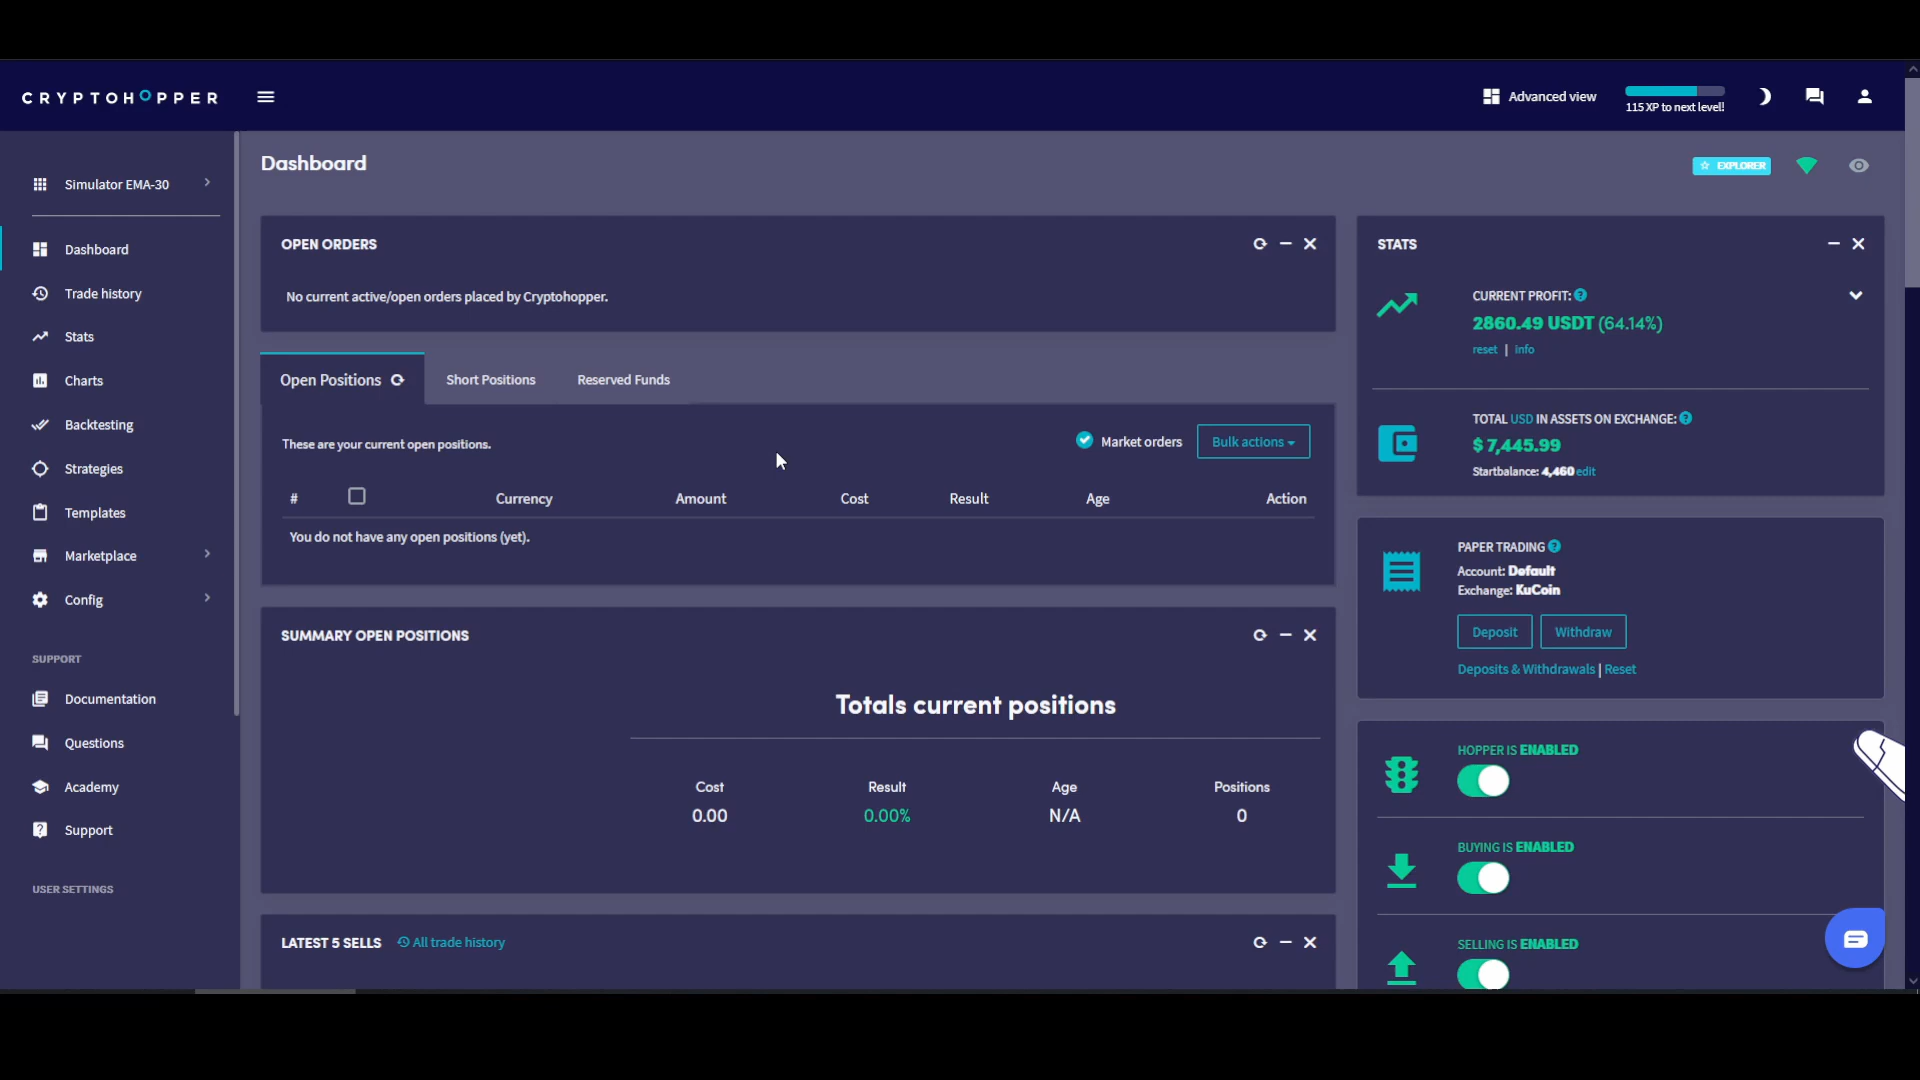 CRYPTOHOPPER
Advanced view
115 XP to next level!
Simulator EMA-30
Dashboard
Trade history
Stats
Charts
Backtesting
Strategies
Templates
Marketplace
Config
SUPPORT
Documentation
Questions
Academy
Support
USER SETTINGS
Dashboard
EXPLORER
OPEN ORDERS
No current active/open orders placed by Cryptohopper.
Open Positions Short Positions Reserved Funds
These are your current open positions.
Market orders Bulk actions
# Currency Amount Cost Result Age Action
You do not have any open positions (yet).
SUMMARY OPEN POSITIONS
Totals current positions
Cost Result Age Positions
0.00 0.00% N/A 0
LATEST 5 SELLS All trade history
STATS
CURRENT PROFIT:
2860.49 USDT (64.14%)
reset | info
TOTAL USD IN ASSETS ON EXCHANGE:
$ 7,445.99
Startbalance: 4,460 edit
PAPER TRADING
Account: Default
Exchange: KuCoin
Deposit Withdraw
Deposits & Withdrawals | Reset
HOPPER IS ENABLED
BUYING IS ENABLED
SELLING IS ENABLED